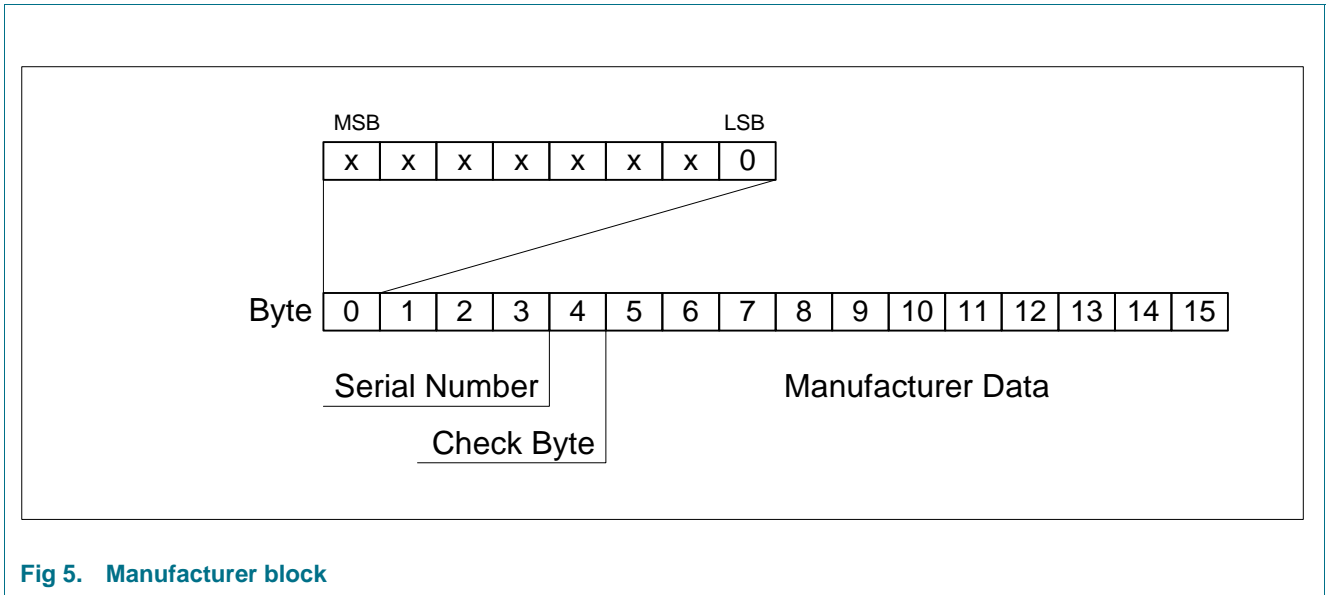 MSB LSB
x x x x x x x 0
Byte 0 1 2 3 4 5 6 7 8 9 10 11 12 13 14 15
Serial Number Manufacturer Data
Check Byte
Fig 5. Manufacturer block